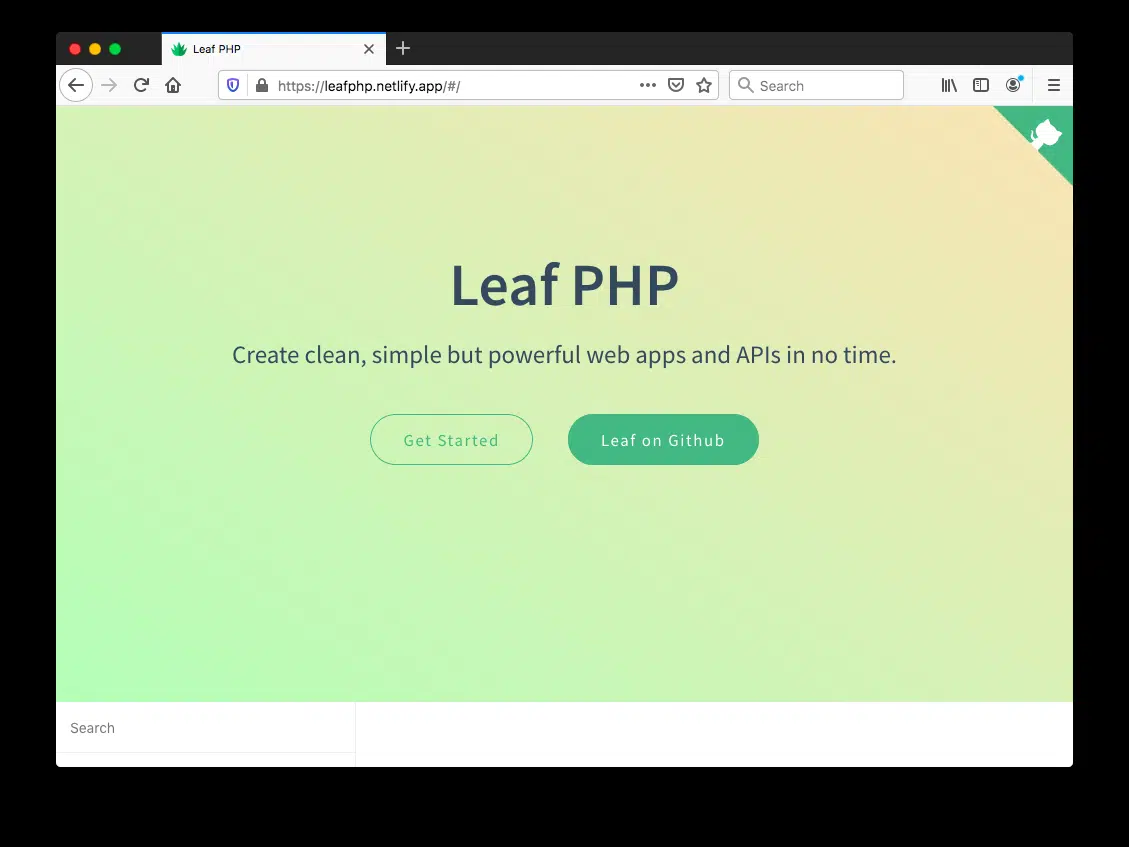 Leaf PHP
https://leafphp.netlify.app/#/
Search
Leaf PHP
Create clean, simple but powerful web apps and APIs in no time.
Get Started
Leaf on Github
Search